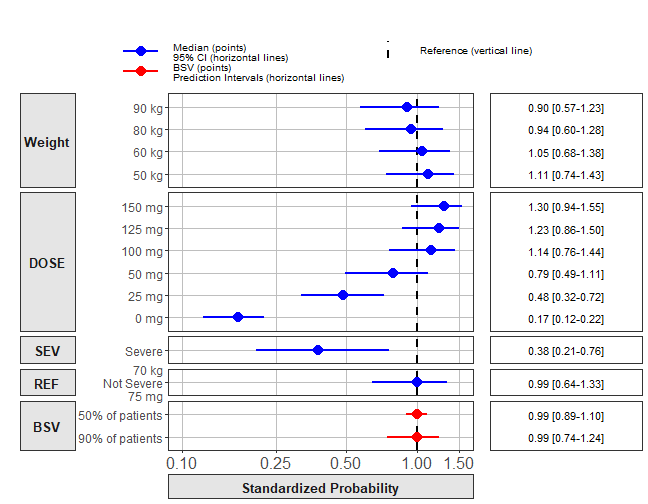 Median (points)
95% CI (horizontal lines)
BSV (points)
Prediction Intervals (horizontal lines)
Reference (vertical line)
Weight
90 kg
80 kg
60 kg
50 kg
0.90 [0.57-1.23]
0.94 [0.60-1.28]
1.05 [0.68-1.38]
1.11 [0.74-1.43]
DOSE
150 mg
125 mg
100 mg
50 mg
25 mg
0 mg
1.30 [0.94-1.55]
1.23 [0.86-1.50]
1.14 [0.76-1.44]
0.79 [0.49-1.11]
0.48 [0.32-0.72]
0.17 [0.12-0.22]
SEV
Severe
0.38 [0.21-0.76]
REF
70 kg
Not Severe
75 mg
0.99 [0.64-1.33]
BSV
50% of patients
90% of patients
0.99 [0.89-1.10]
0.99 [0.74-1.24]
0.10 0.25 0.50 1.00 1.50
Standardized Probability